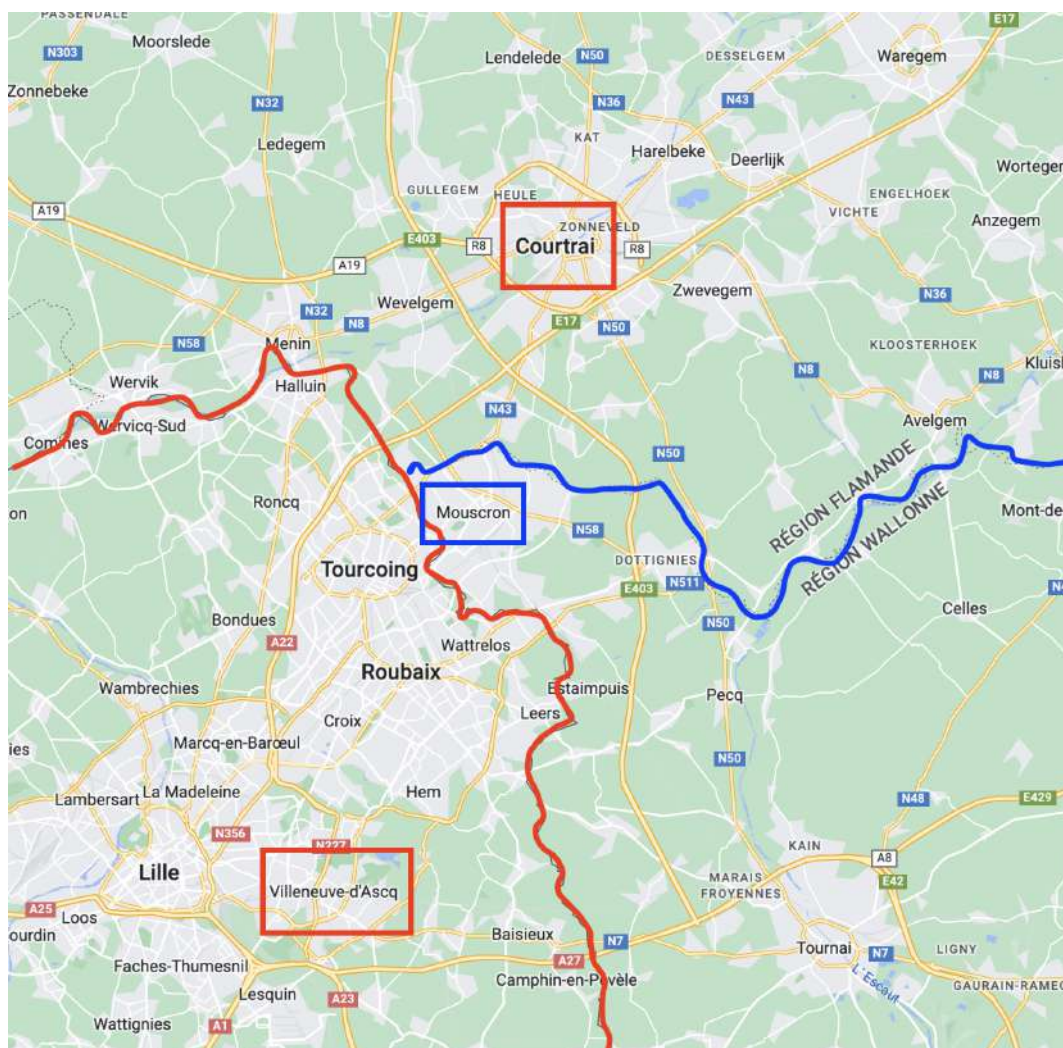 PASSENDALE
Moorslede
Lendelede
N50
DESSELGEM
E17
Waregem
N303
Zonnebeke
N32
N36
N43
Ledegem
KAT
Harelbeke
Deerlijk
Wortegem
GULLEGEM
HEULE
ENGELHOEK
A19
ZONNEVELD
VICHTE
Anzegem
E403
R8
Courtrai
R8
A19
Wevelgem
Zwevegem
N36
N32
N8
E17
N50
N58
Menin
KLOOSTERHOEK
Wervik
Halluin
N8
N8
Kluisb
N43
Avelgem
Comines
Wervicq-Sud
N50
RÉGION FLAMANDE
RÉGION WALLONNE
Roncq
Mouscron
Mont-de
on
N58
Tourcoing
DOTTIGNIES
E403
N511
Celles
Bondues
N50
A22
Wattrelos
Roubaix
Wambrechies
Estaimpuis
Pecq
Leers
Croix
ies
Marcq-en-Barœul
N50
Lambersart
La Madeleine
Hem
N48
E429
N356
N227
KAIN
A8
Lille
MARAIS
FROYENNES
E42
Villeneuve-d'Ascq
A25
Loos
ourdin
Baisieux
N7
Tournai
N7
LIGNY
Faches-Thumesnil
A27
Camphin-en-Pévèle
L'Escaut
GAURAIN-RAMEC
Lesquin
A23
Wattignies
A1